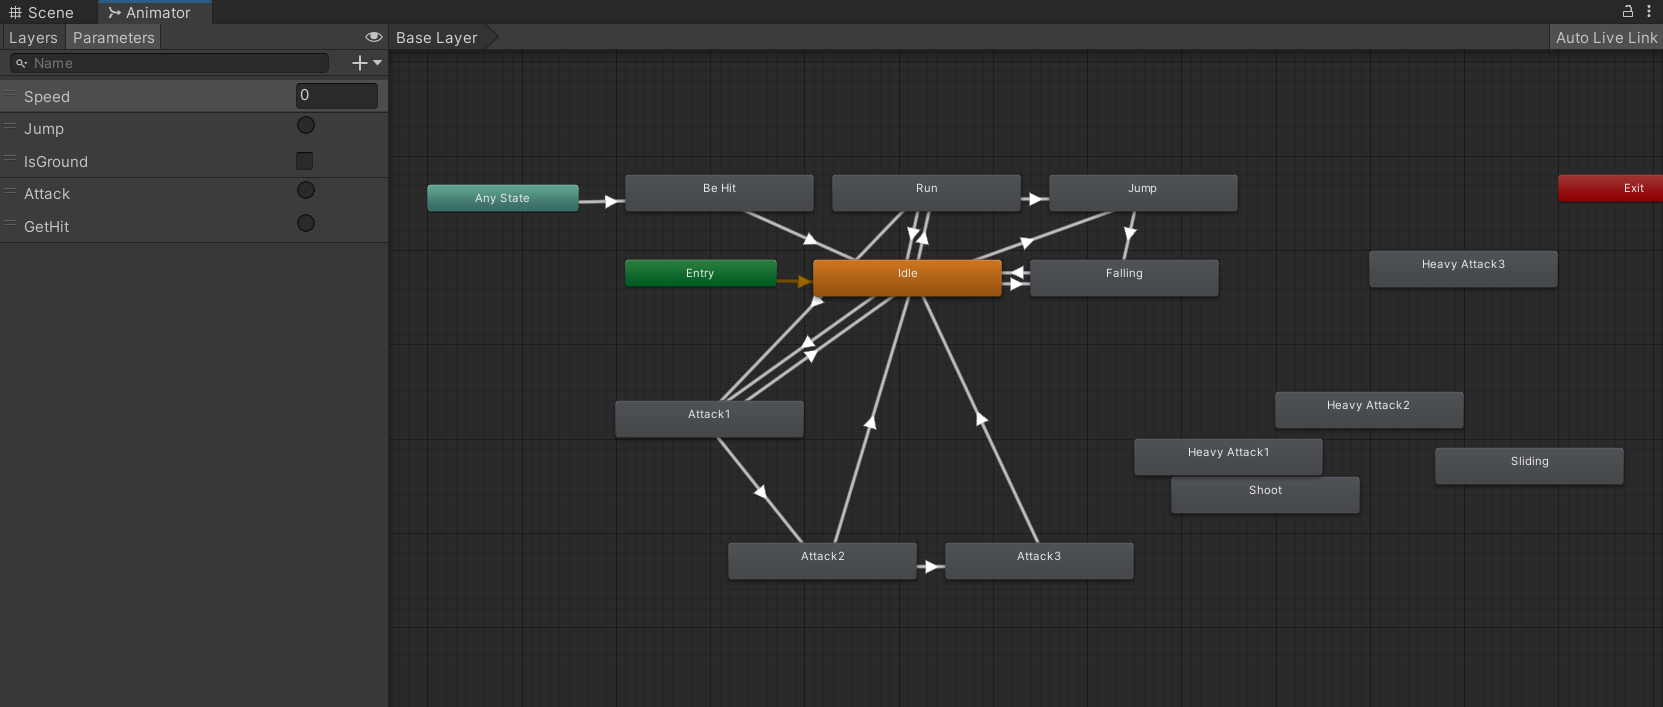 Scene Animator
Layers Parameters
Base Layer
Auto Live Link
Name
Speed 0
Jump
IsGround
Attack
GetHit
Any State
Be Hit
Run
Jump
Exit
Entry
Idle
Falling
Heavy Attack3
Attack1
Heavy Attack2
Heavy Attack1
Sliding
Shoot
Attack2
Attack3